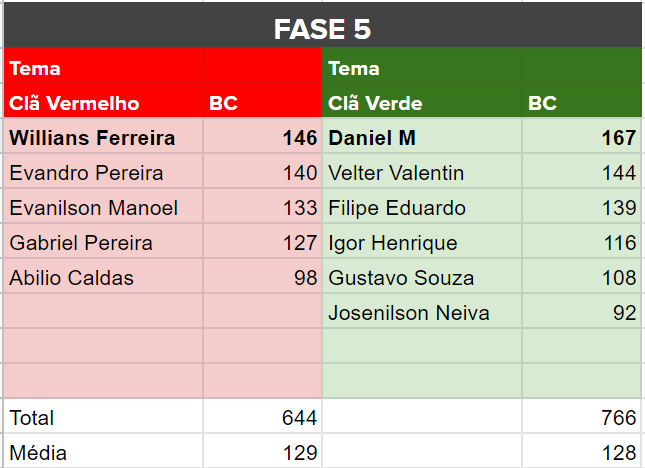 FASE 5
Tema Tema
Clã Vermelho BC Clã Verde BC
Willians Ferreira 146 Daniel M 167
Evandro Pereira 140 Velter Valentin 144
Evanilson Manoel 133 Filipe Eduardo 139
Gabriel Pereira 127 Igor Henrique 116
Abilio Caldas 98 Gustavo Souza 108
Josenilson Neiva 92
Total 644 766
Média 129 128